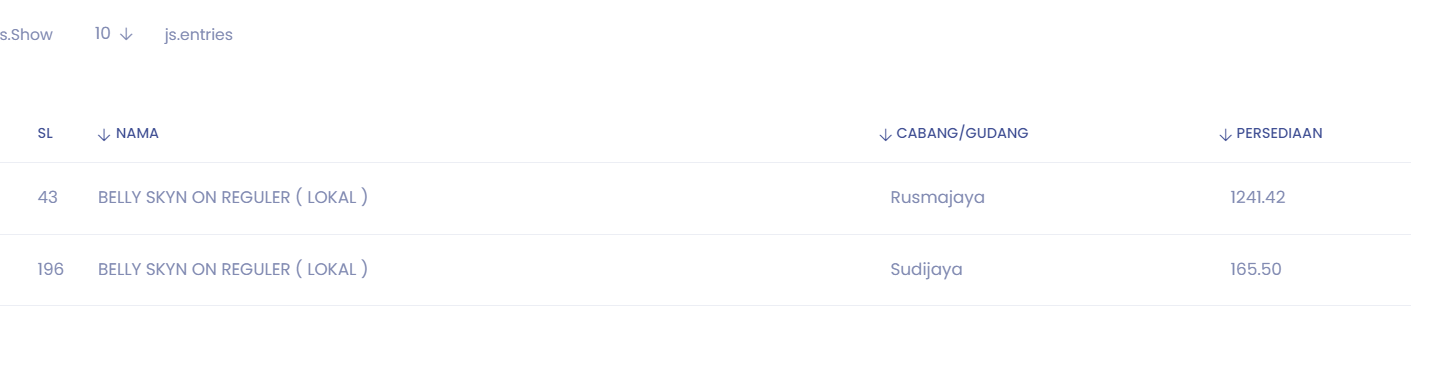 s.Show 10 js.entries
SL NAMA CABANG/GUDANG PERSEDIAAN
43 BELLY SKYN ON REGULER ( LOKAL ) Rusmajaya 1241.42
196 BELLY SKYN ON REGULER ( LOKAL ) Sudijaya 165.50